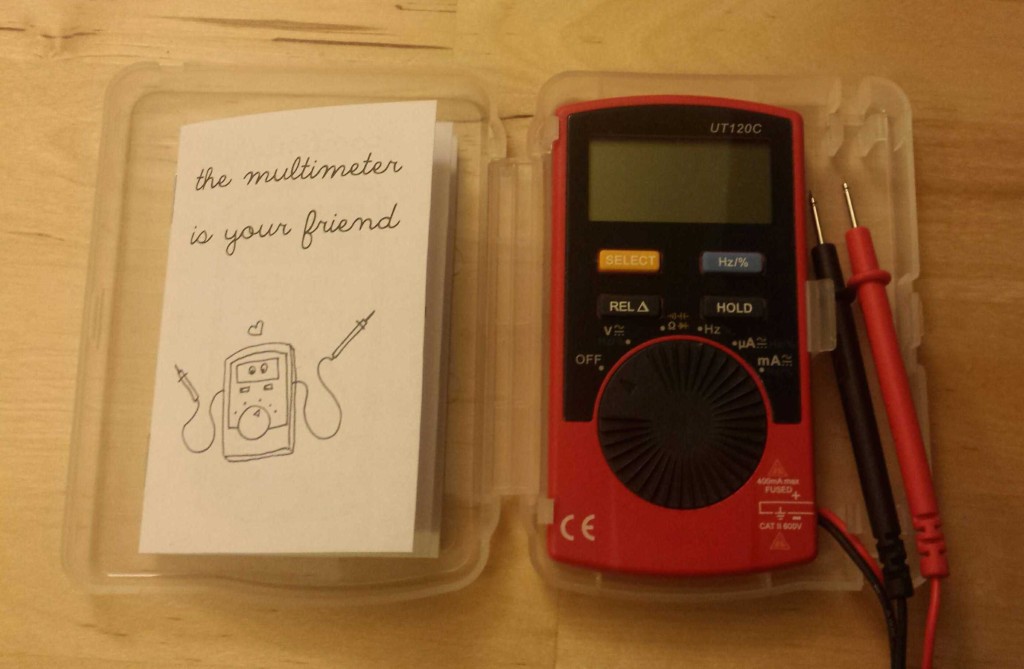 the multimeter
is your friend
UT120C
SELECT
Hz/%
REL Δ
HOLD
V
Ω
Hz
µA
mA
OFF
400mA max
FUSED
+
−
CAT II 600V
CE